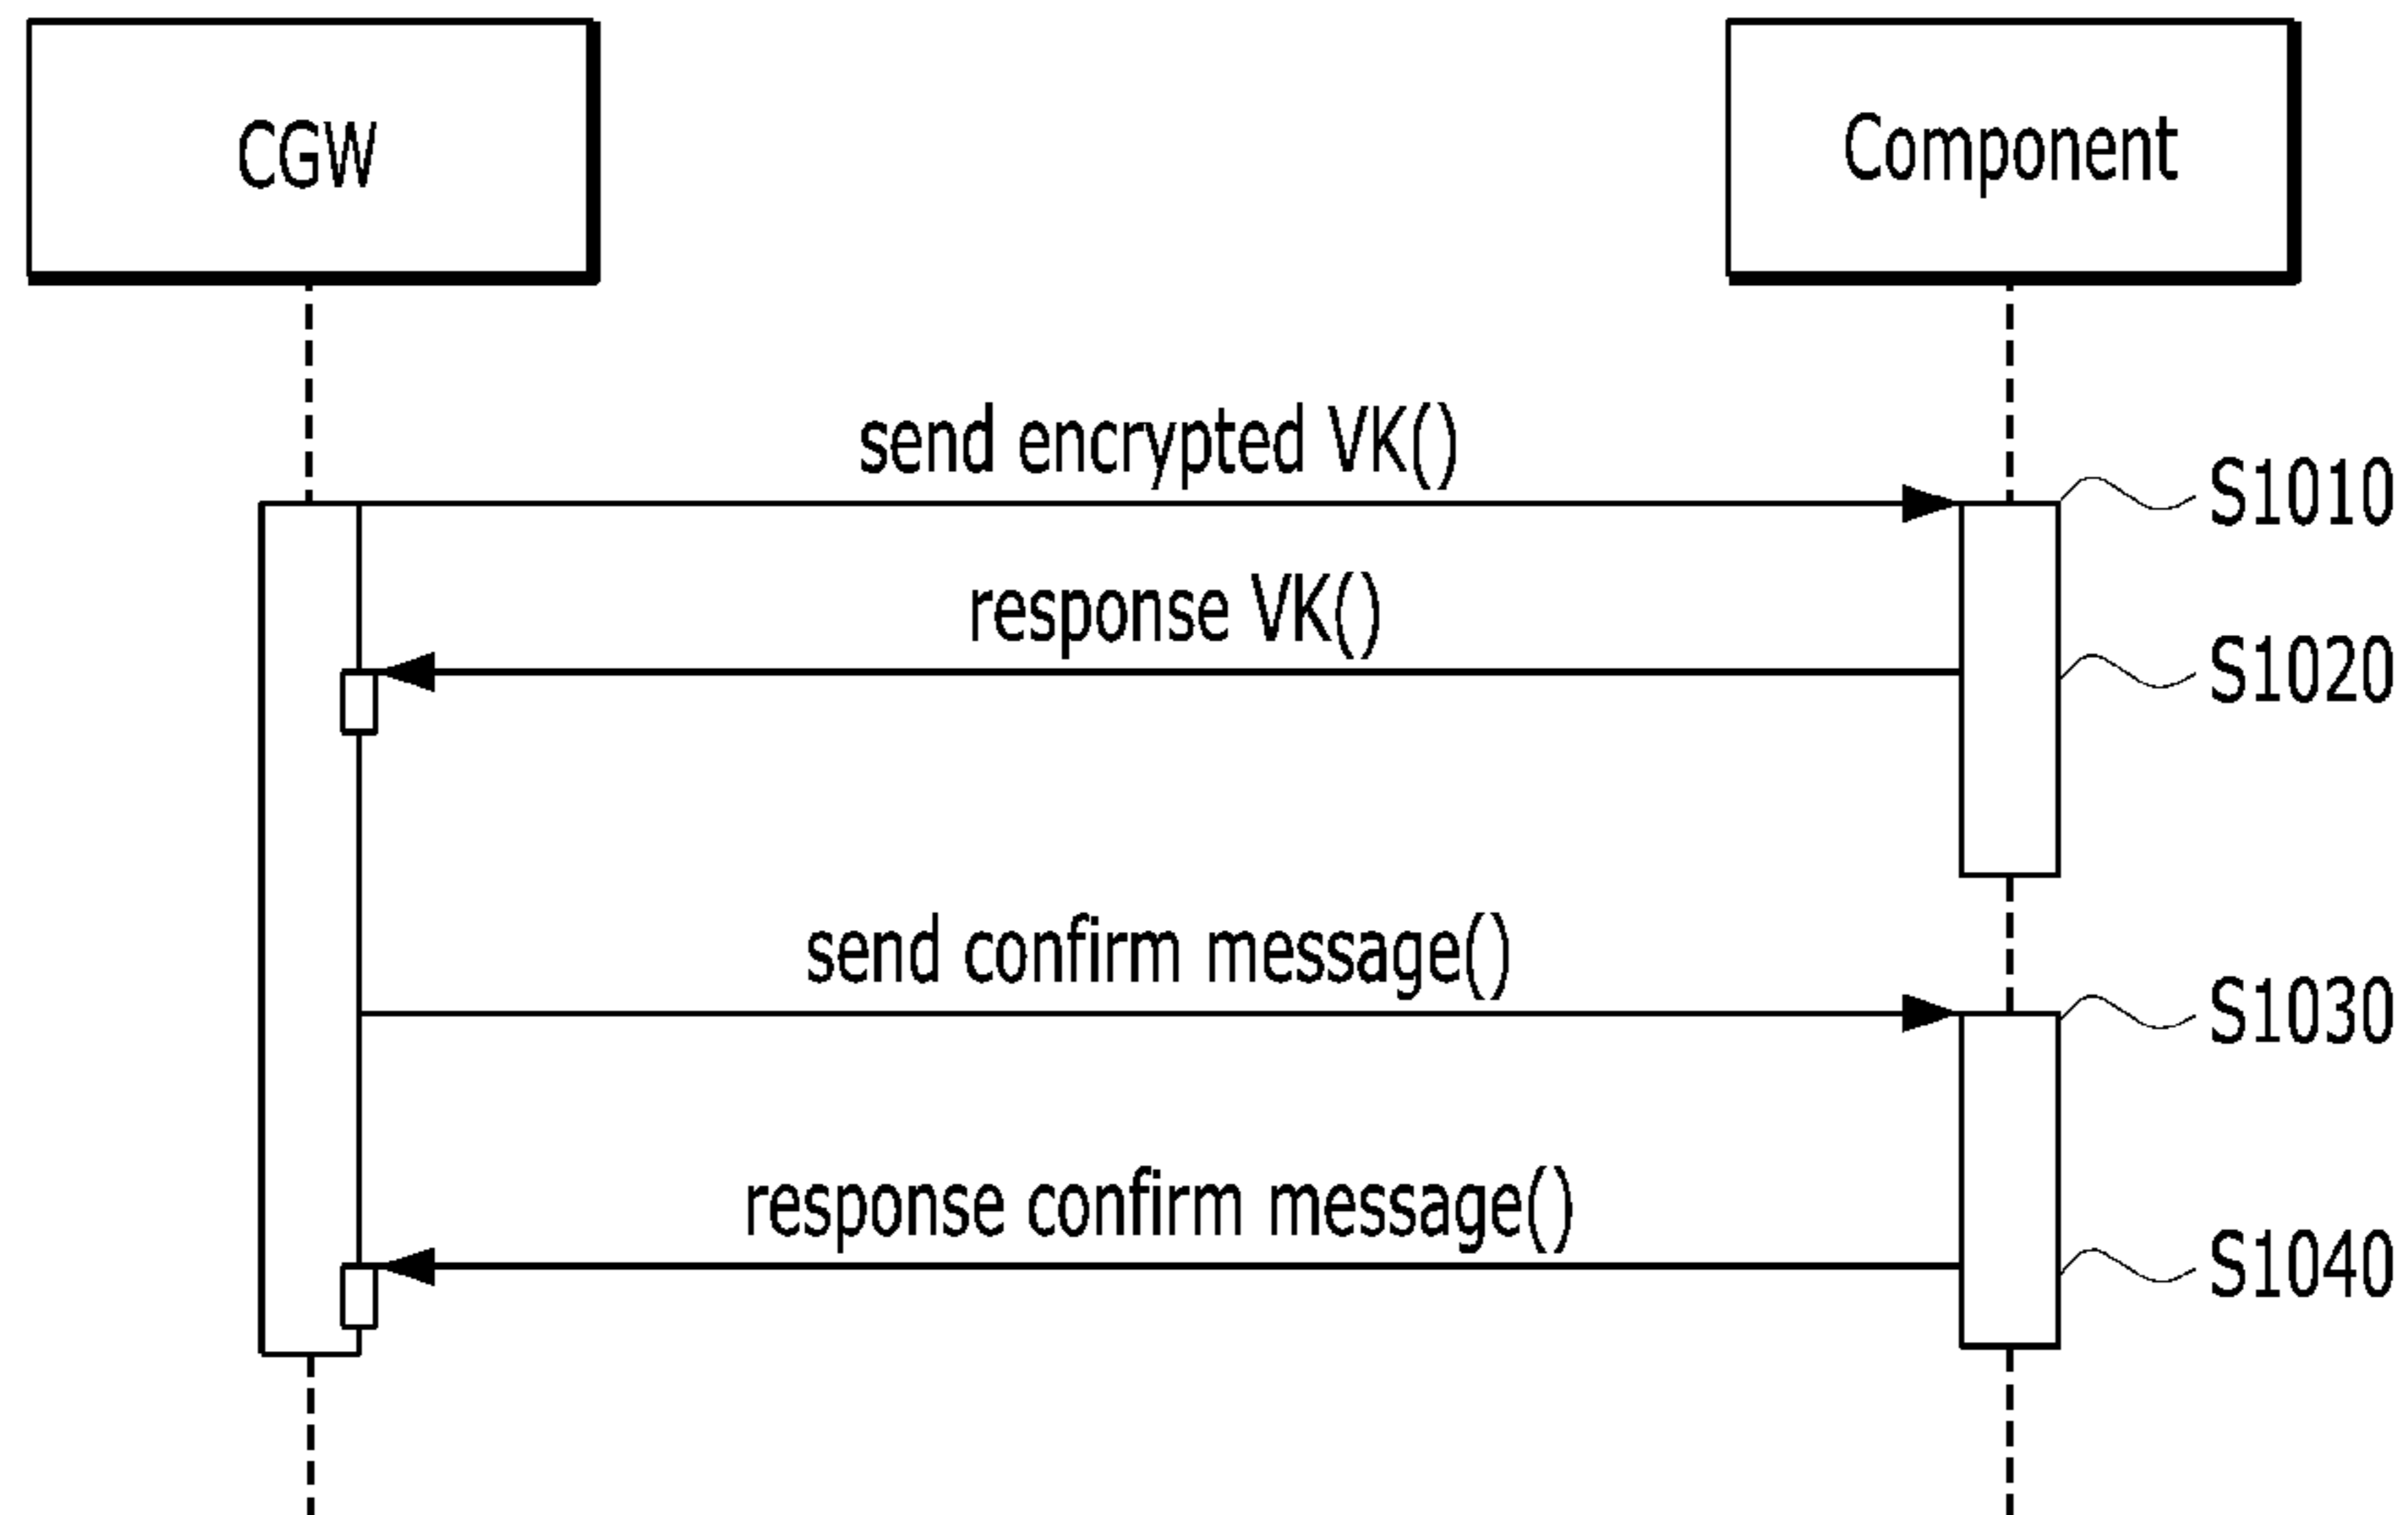 CGW
Component
send encrypted VK()
S1010
response VK()
S1020
send confirm message()
S1030
response confirm message()
S1040